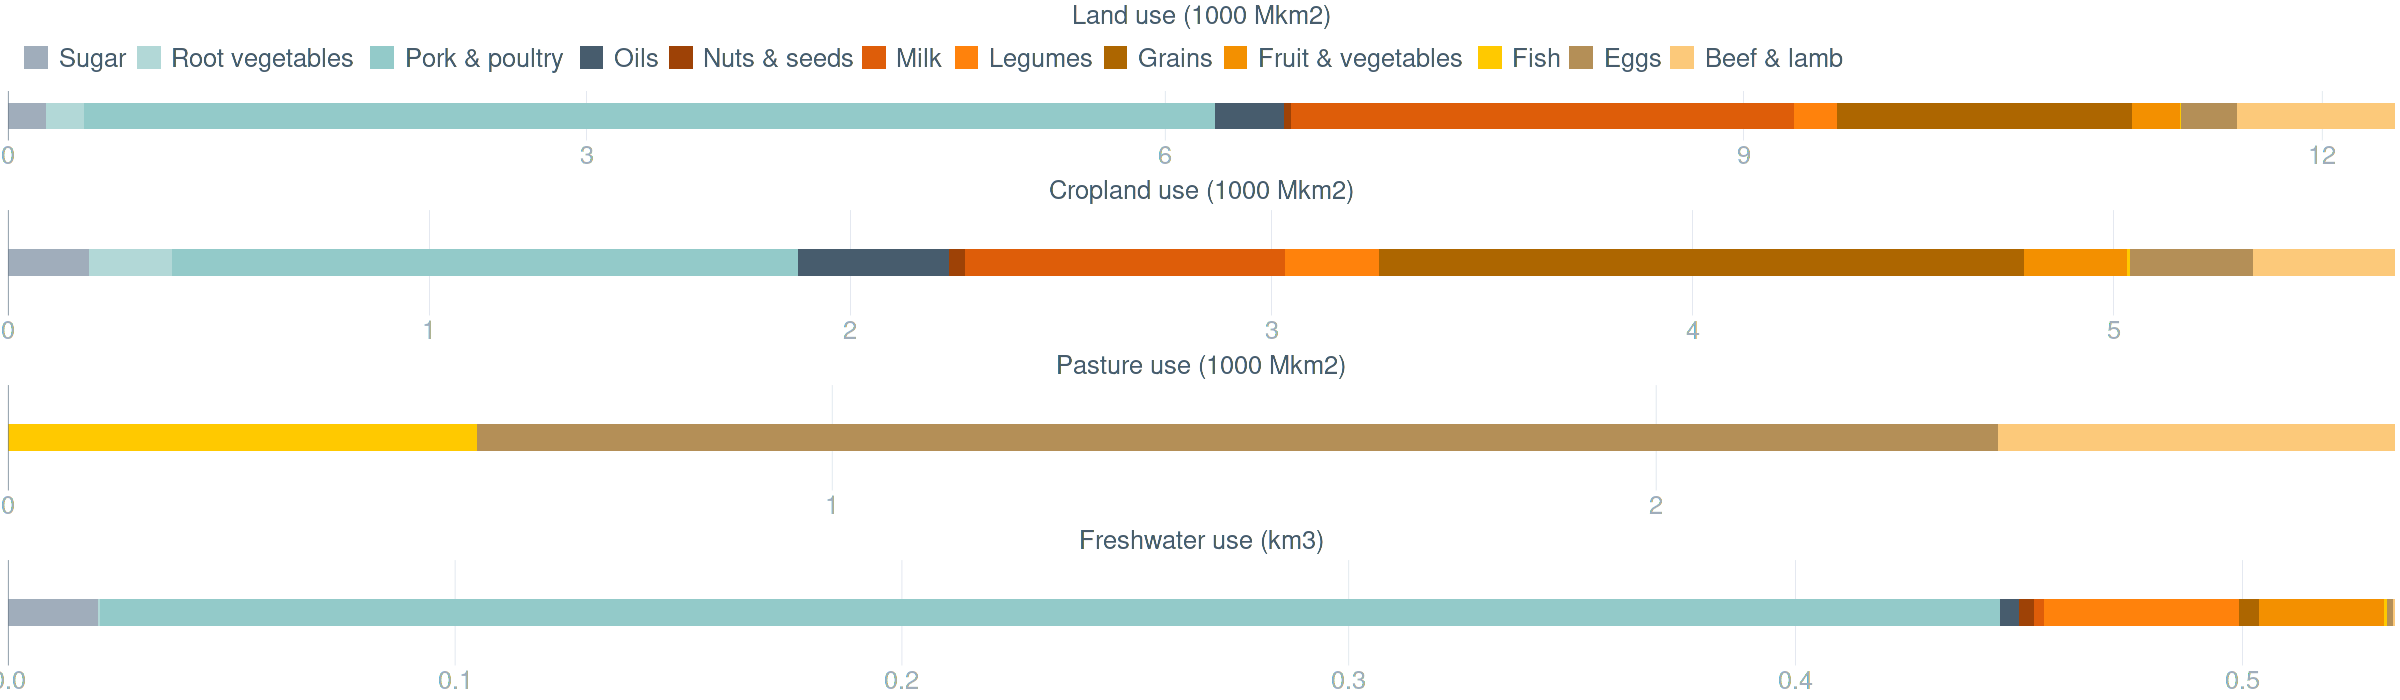 Land use (1000 Mkm2)
Sugar Root vegetables Pork & poultry Oils Nuts & seeds Milk Legumes Grains Fruit & vegetables Fish Eggs Beef & lamb
0 3 6 9 12
Cropland use (1000 Mkm2)
0 1 2 3 4 5
Pasture use (1000 Mkm2)
0 1 2
Freshwater use (km3)
0.0 0.1 0.2 0.3 0.4 0.5